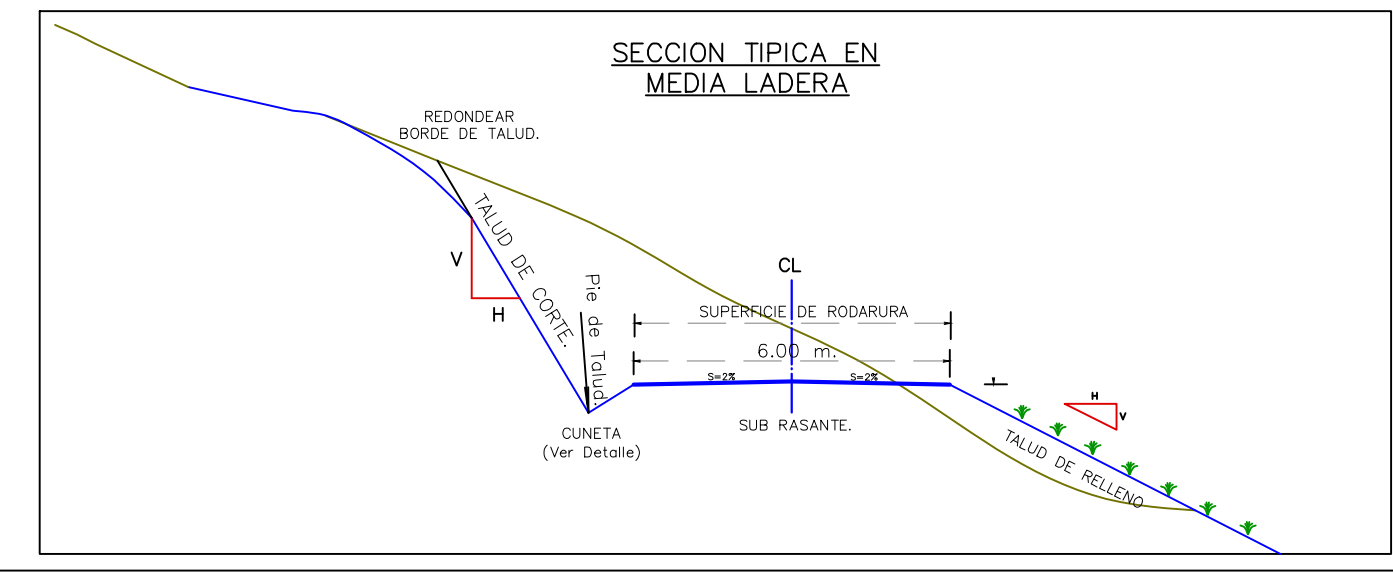 SECCION TIPICA EN
MEDIA LADERA
REDONDEAR
BORDE DE TALUD.
TALUD DE CORTE.
V
H
Pie de Talud.
CL
SUPERFICIE DE RODARURA
6.00 m.
S=2%
S=2%
CUNETA
(Ver Detalle)
SUB RASANTE.
H
V
TALUD DE RELLENO